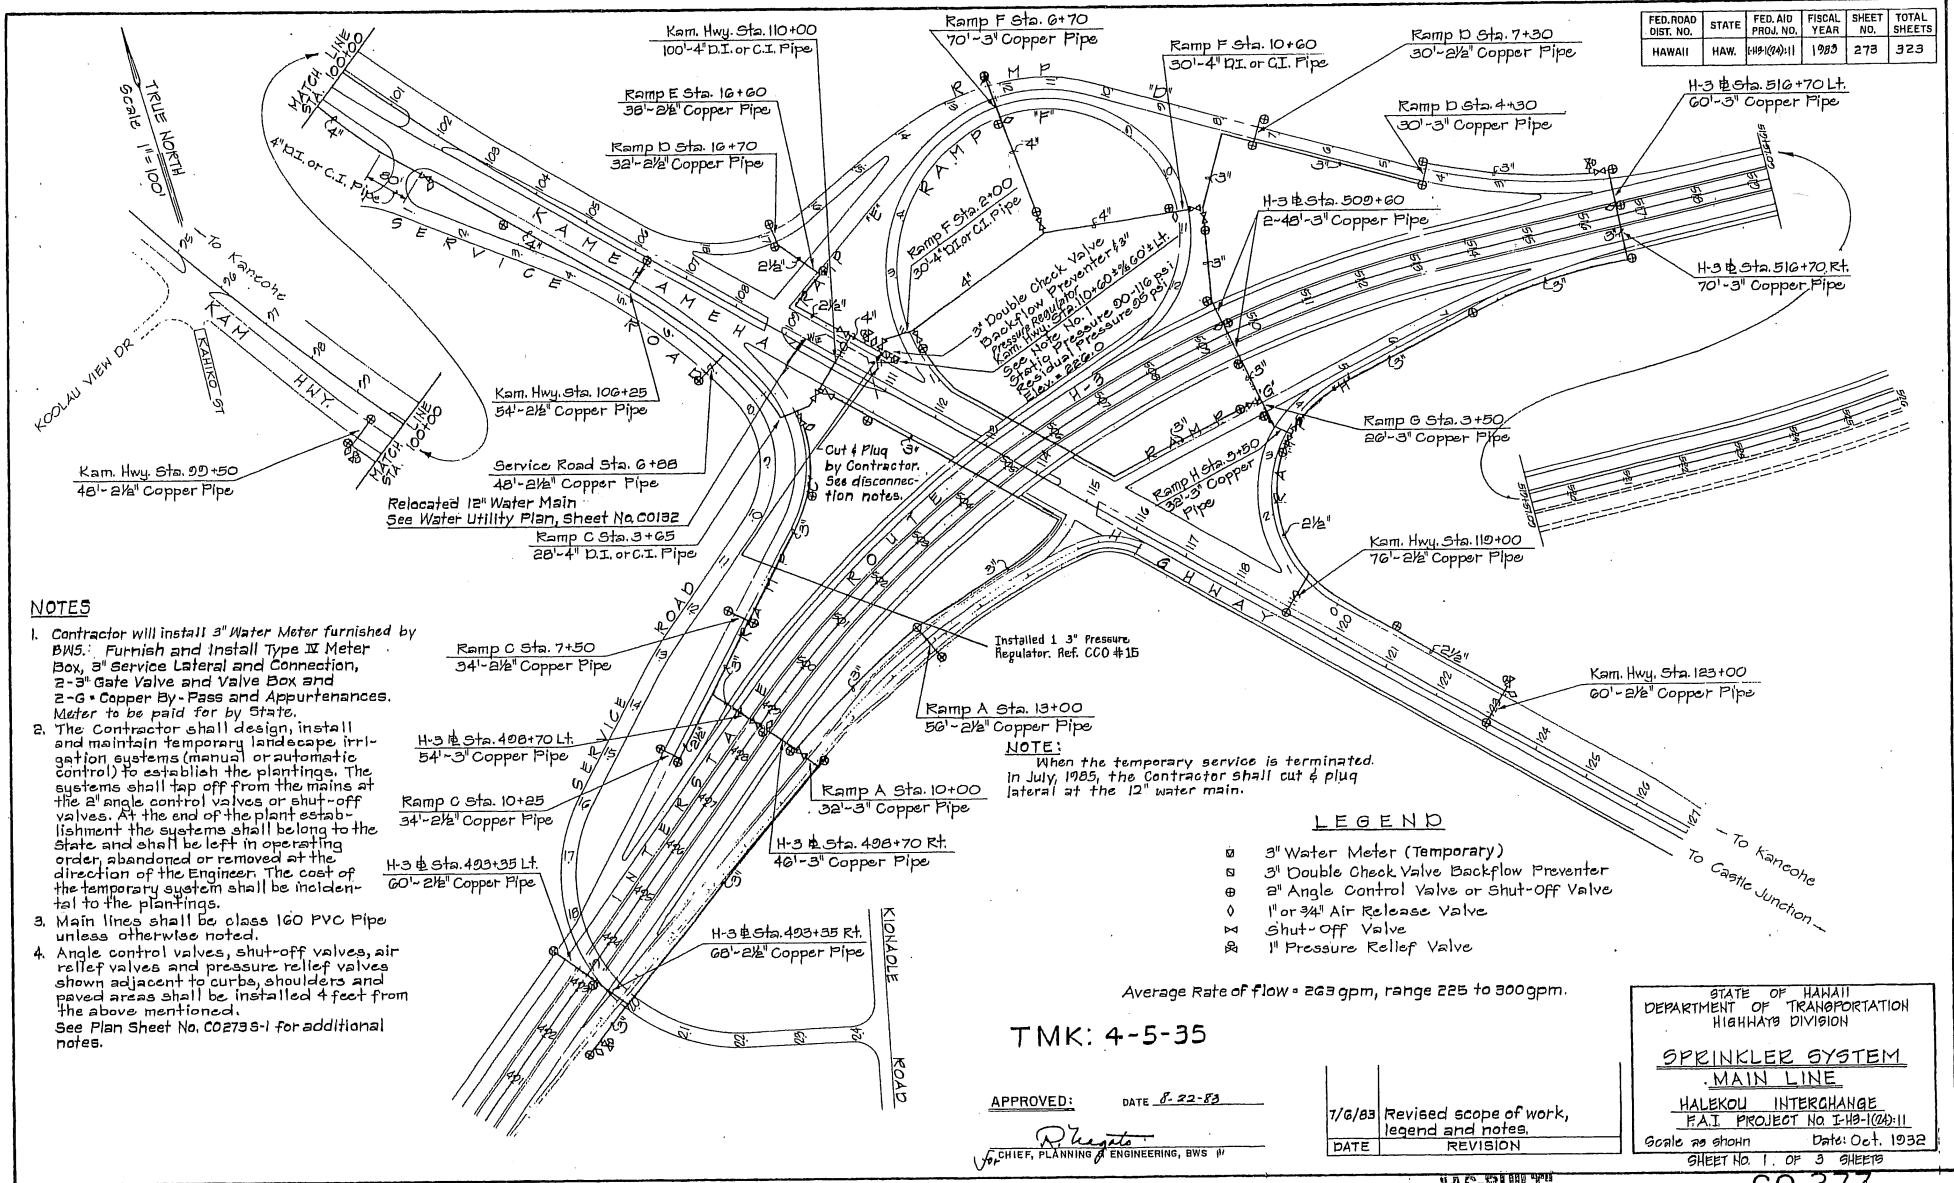 FED. ROAD DIST. NO.
STATE
FED. AID PROJ. NO.
FISCAL YEAR
SHEET NO.
TOTAL SHEETS
HAWAII
HAW.
I-H3-1(24):11
1983
273
323
TRUE NORTH
Scale 1" = 100'
MATCH LINE
STA. 100+00
4" D.I. or C.I. Pipe
80'
Kam. Hwy. Sta. 110+00
100'-4" D.I. or C.I. Pipe
Ramp E Sta. 16+60
38'-2½" Copper Pipe
Ramp D Sta. 16+70
32'-2½" Copper Pipe
Ramp F Sta. 6+70
70'-3" Copper Pipe
Ramp F Sta. 10+60
30'-4" D.I. or C.I. Pipe
Ramp D Sta. 7+30
30'-2½" Copper Pipe
Ramp D Sta. 4+30
30'-3" Copper Pipe
H-3 ⅊ Sta. 516+70 Lt.
60'-3" Copper Pipe
H-3 ⅊ Sta. 509+60
2-48'-3" Copper Pipe
H-3 ⅊ Sta. 516+70 Rt.
70'-3" Copper Pipe
Ramp F Sta. 2+00
30'-4" D.I. or C.I. Pipe
3" Double Check Valve
Backflow Preventer & 3"
Pressure Regulator
Kam. Hwy. Sta. 110+60± % 60'± Lt.
See Note No. 1
Static Pressure 90-116 psi
Residual Pressure 95 psi
Elev. = 226.0
To Kaneohe
KAM HWY.
KOOLAU VIEW DR
KAHIKO ST
MATCH LINE
STA. 100+00
Kam. Hwy. Sta. 99+50
48'-2½" Copper Pipe
SERVICE ROAD
KAMEHAMEHA HIGHWAY
RAMP "D"
RAMP "E"
RAMP "F"
RAMP "G"
RAMP "H"
RAMP "C"
INTERSTATE ROUTE H-3
Kam. Hwy. Sta. 106+25
54'-2½" Copper Pipe
Service Road Sta. 6+88
48'-2½" Copper Pipe
Relocated 12" Water Main
See Water Utility Plan, Sheet No. CO132
Ramp C Sta. 3+65
28'-4" D.I. or C.I. Pipe
Cut & Plug
by Contractor.
See disconnec-
tion notes.
Ramp G Sta. 3+50
26'-3" Copper Pipe
Ramp H Sta. 5+50
32'-3" Copper
Pipe
Kam. Hwy. Sta. 119+00
76'-2½" Copper Pipe
Kam. Hwy. Sta. 123+00
60'-2½" Copper Pipe
Installed 1 3" Pressure
Regulator. Ref. CCO #15
Ramp C Sta. 7+50
34'-2½" Copper Pipe
H-3 ⅊ Sta. 498+70 Lt.
54'-3" Copper Pipe
Ramp C Sta. 10+25
34'-2½" Copper Pipe
H-3 ⅊ Sta. 493+35 Lt.
60'-2½" Copper Pipe
Ramp A Sta. 13+00
56'-2½" Copper Pipe
Ramp A Sta. 10+00
32'-3" Copper Pipe
H-3 ⅊ Sta. 498+70 Rt.
46'-3" Copper Pipe
H-3 ⅊ Sta. 493+35 Rt.
68'-2½" Copper Pipe
SERVICE ROAD
KIONAOLE ROAD
To Kaneohe
To Castle Junction
NOTES
1. Contractor will install 3" Water Meter furnished by
BWS. Furnish and Install Type IV Meter
Box, 3" Service Lateral and Connection,
2-3" Gate Valve and Valve Box and
2-G" Copper By-Pass and Appurtenances.
Meter to be paid for by State.
2. The Contractor shall design, install
and maintain temporary landscape irri-
gation systems (manual or automatic
control) to establish the plantings. The
systems shall tap off from the mains at
the 2" angle control valves or shut-off
valves. At the end of the plant estab-
lishment the systems shall belong to the
State and shall be left in operating
order, abandoned or removed at the
direction of the Engineer. The cost of
the temporary system shall be inciden-
tal to the plantings.
3. Main lines shall be class 160 PVC Pipe
unless otherwise noted.
4. Angle control valves, shut-off valves, air
relief valves and pressure relief valves
shown adjacent to curbs, shoulders and
paved areas shall be installed 4 feet from
the above mentioned.
See Plan Sheet No. CO273S-1 for additional
notes.
NOTE:
When the temporary service is terminated
in July, 1985, the Contractor shall cut & plug
lateral at the 12" water main.
LEGEND
3" Water Meter (Temporary)
3" Double Check Valve Backflow Preventer
2" Angle Control Valve or Shut-Off Valve
1" or ¾" Air Release Valve
Shut-Off Valve
1" Pressure Relief Valve
Average Rate of flow = 263 gpm, range 225 to 300 gpm.
TMK: 4-5-35
APPROVED: DATE 8-22-83
for CHIEF, PLANNING & ENGINEERING, BWS
7/6/83 Revised scope of work,
legend and notes.
DATE REVISION
STATE OF HAWAII
DEPARTMENT OF TRANSPORTATION
HIGHWAYS DIVISION
SPRINKLER SYSTEM
MAIN LINE
HALEKOU INTERCHANGE
F.A.I. PROJECT NO. I-H3-1(24):11
Scale as shown Date: Oct. 1932
SHEET NO. 1 OF 3 SHEETS